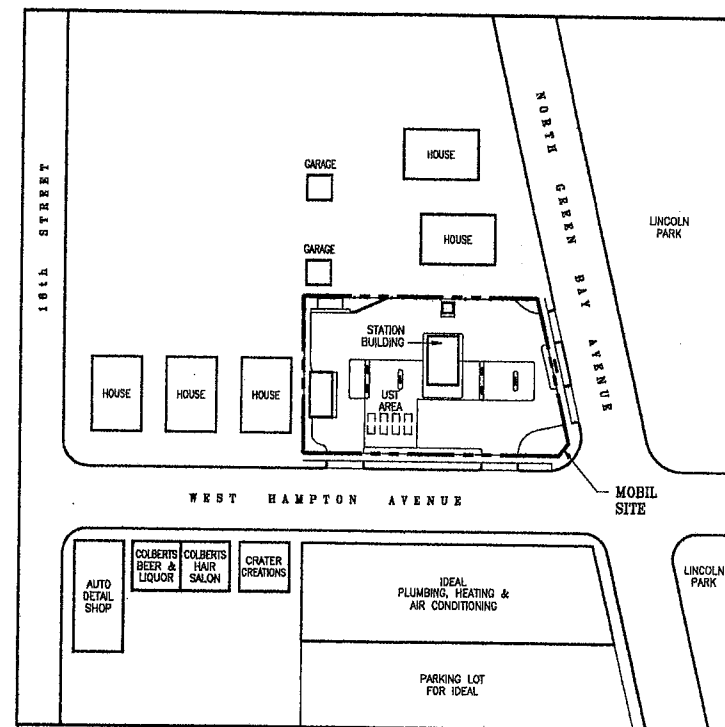 NORTH GREEN BAY AVENUE
HOUSE
GARAGE
LINCOLN
PARK
16th STREET
HOUSE
GARAGE
STATION
BUILDING
HOUSE
HOUSE
HOUSE
UST
AREA
WEST HAMPTON AVENUE
MOBIL
SITE
AUTO
DETAIL
SHOP
COLBERTS
BEER &
LIQUOR
COLBERTS
HAIR
SALON
CRATER
CREATIONS
IDEAL
PLUMBING, HEATING &
AIR CONDITIONING
LINCOLN
PARK
PARKING LOT
FOR IDEAL